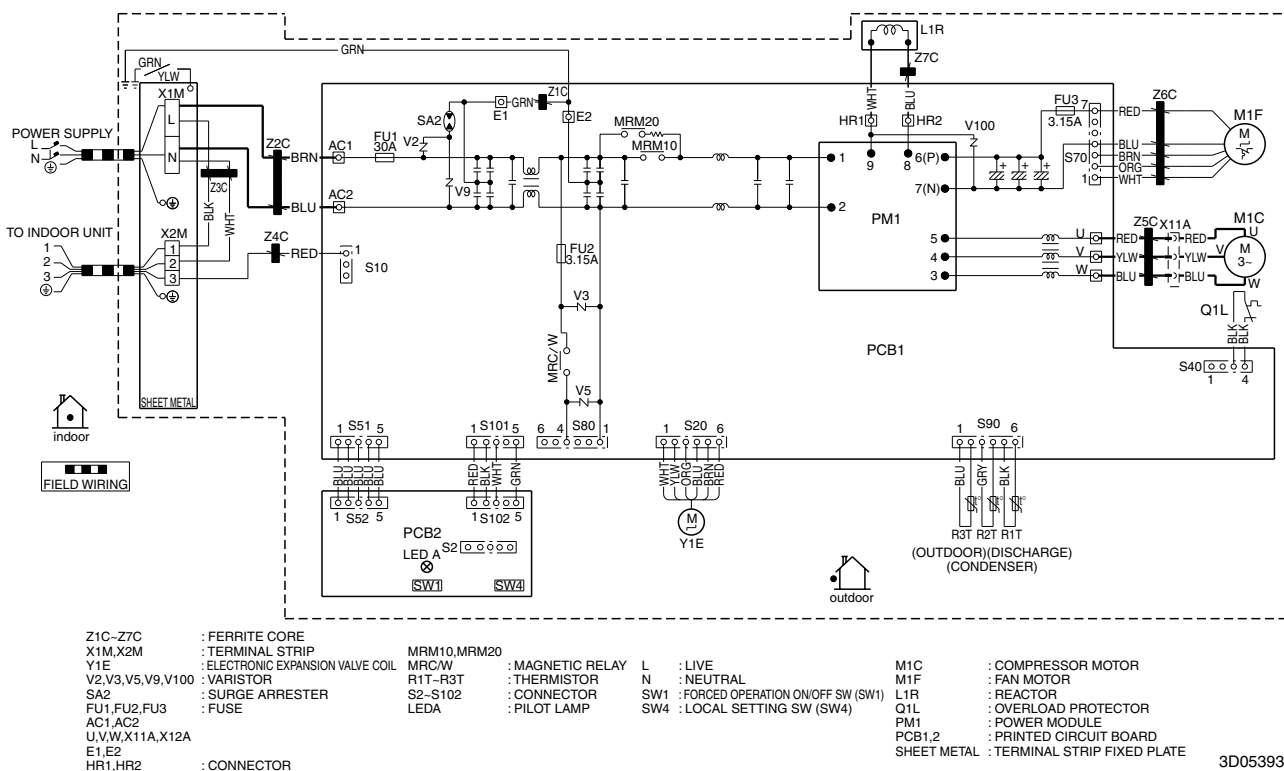 L1R
GRN
Z7C
GRN
YLW
X1M
L
N
POWER SUPPLY
L
N
Z2C
BRN
BLU
Z3C
BLK
WHT
TO INDOOR UNIT
1
2
3
X2M
1
2
3
Z4C
RED
SHEET METAL
AC1
AC2
FU1
30A
SA2
V2
V9
E1
GRN
Z1C
E2
MRM20
MRM10
1
S10
FU2
3.15A
V3
MRC/W
V5
WHT
BLU
HR1
HR2
V100
1
2
9
8
6(P)
7(N)
PM1
5
4
3
FU3
3.15A
7
S70
1
RED
BLU
BRN
ORG
WHT
Z6C
M1F
M
U
V
W
RED
YLW
BLU
Z5C
X11A
RED
YLW
BLU
M1C
U
V
W
M
3~
Q1L
BLK
BLK
S40
1 4
PCB1
indoor
FIELD WIRING
1 S51 5
BLU
BLU
BLU
BLU
BLU
1 S52 5
1 S101 5
RED
BLK
WHT
GRN
1 S102 5
PCB2
LED A
S2
SW1
SW4
6 4 S80 1
1 S20 6
WHT
YLW
ORG
BLU
BRN
RED
M
Y1E
1 S90 6
BLU
GRY
BLK
t°
t°
t°
R3T R2T R1T
(OUTDOOR)(DISCHARGE)
(CONDENSER)
outdoor
Z1C~Z7C : FERRITE CORE
X1M,X2M : TERMINAL STRIP
Y1E : ELECTRONIC EXPANSION VALVE COIL
V2,V3,V5,V9,V100 : VARISTOR
SA2 : SURGE ARRESTER
FU1,FU2,FU3 : FUSE
AC1,AC2
U,V,W,X11A,X12A
E1,E2
HR1,HR2 : CONNECTOR
MRM10,MRM20
MRC/W : MAGNETIC RELAY
R1T~R3T : THERMISTOR
S2~S102 : CONNECTOR
LEDA : PILOT LAMP
L : LIVE
N : NEUTRAL
SW1 : FORCED OPERATION ON/OFF SW (SW1)
SW4 : LOCAL SETTING SW (SW4)
M1C : COMPRESSOR MOTOR
M1F : FAN MOTOR
L1R : REACTOR
Q1L : OVERLOAD PROTECTOR
PM1 : POWER MODULE
PCB1,2 : PRINTED CIRCUIT BOARD
SHEET METAL : TERMINAL STRIP FIXED PLATE
3D05393